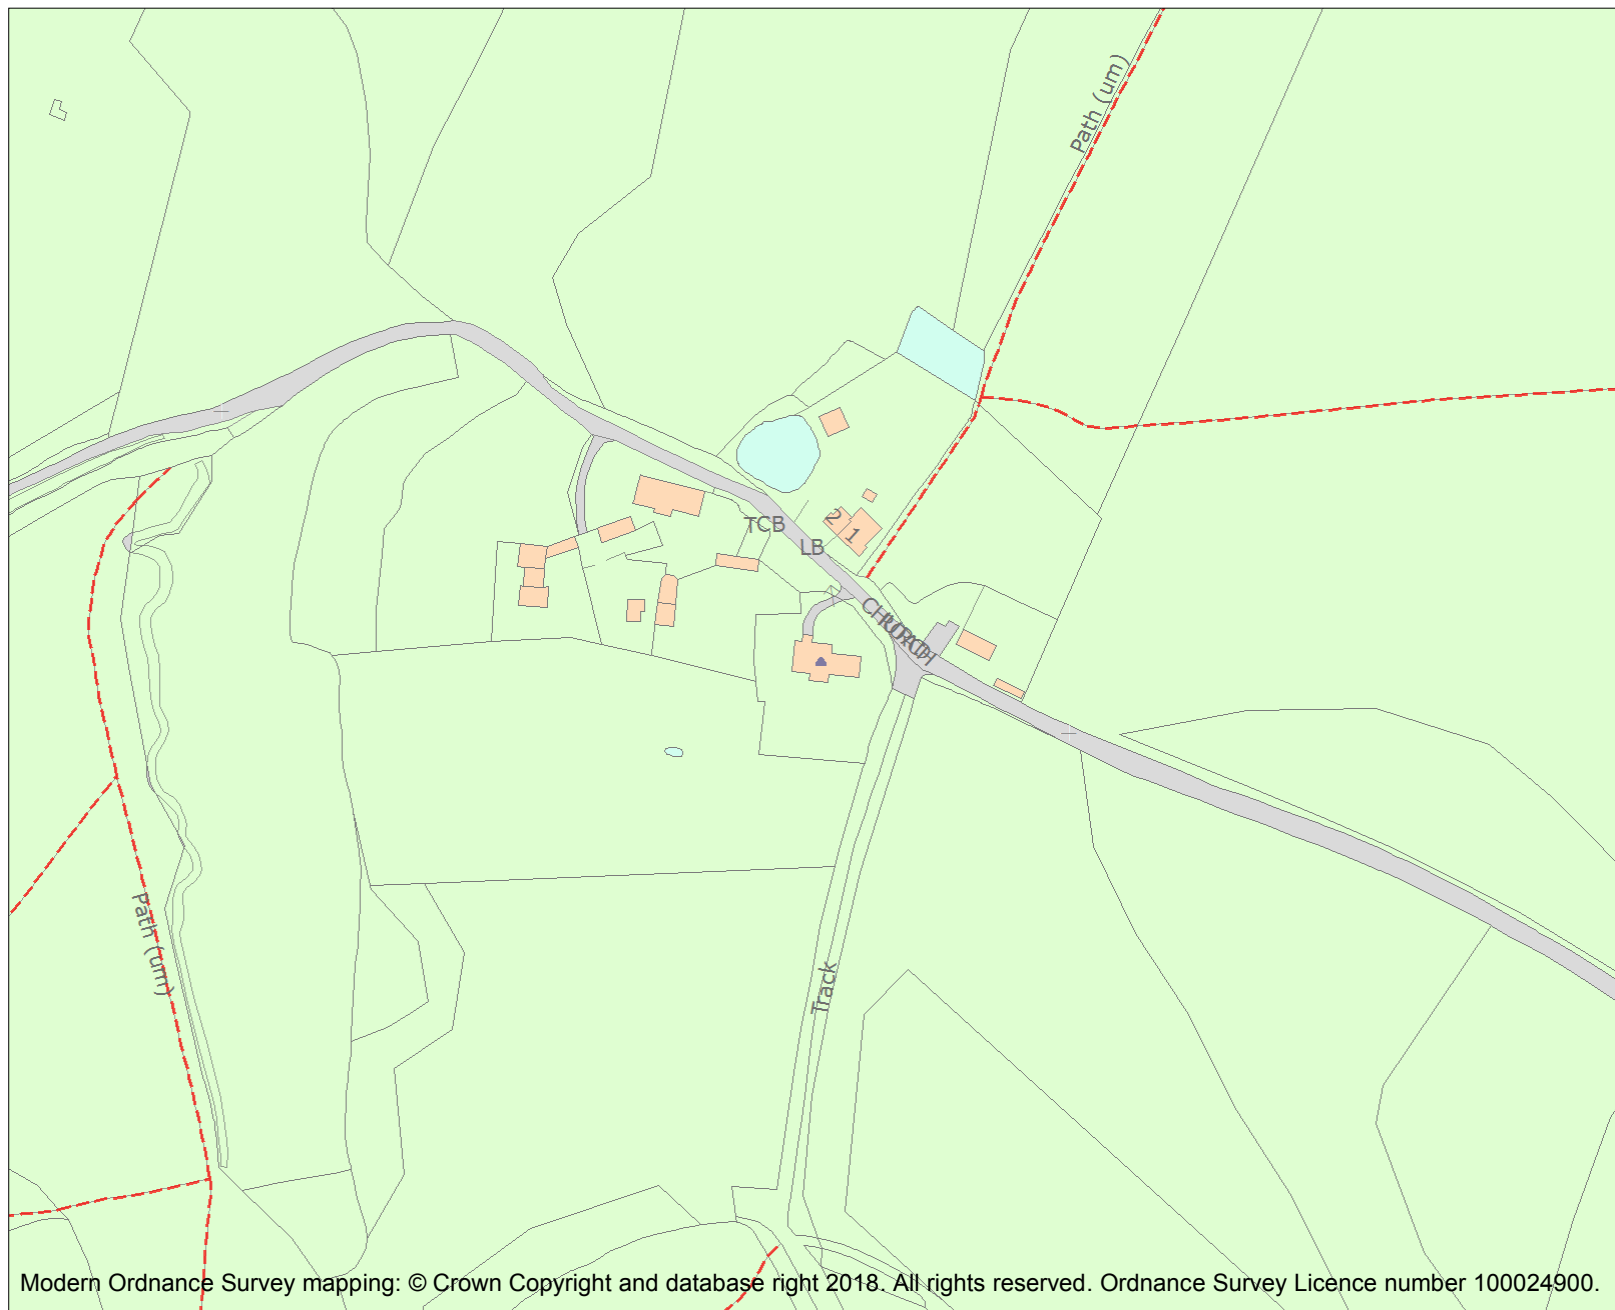 Path (um)
TCB
LB
2
1
CHURCH
Path (um)
Track
Modern Ordnance Survey mapping: © Crown Copyright and database right 2018. All rights reserved. Ordnance Survey Licence number 100024900.